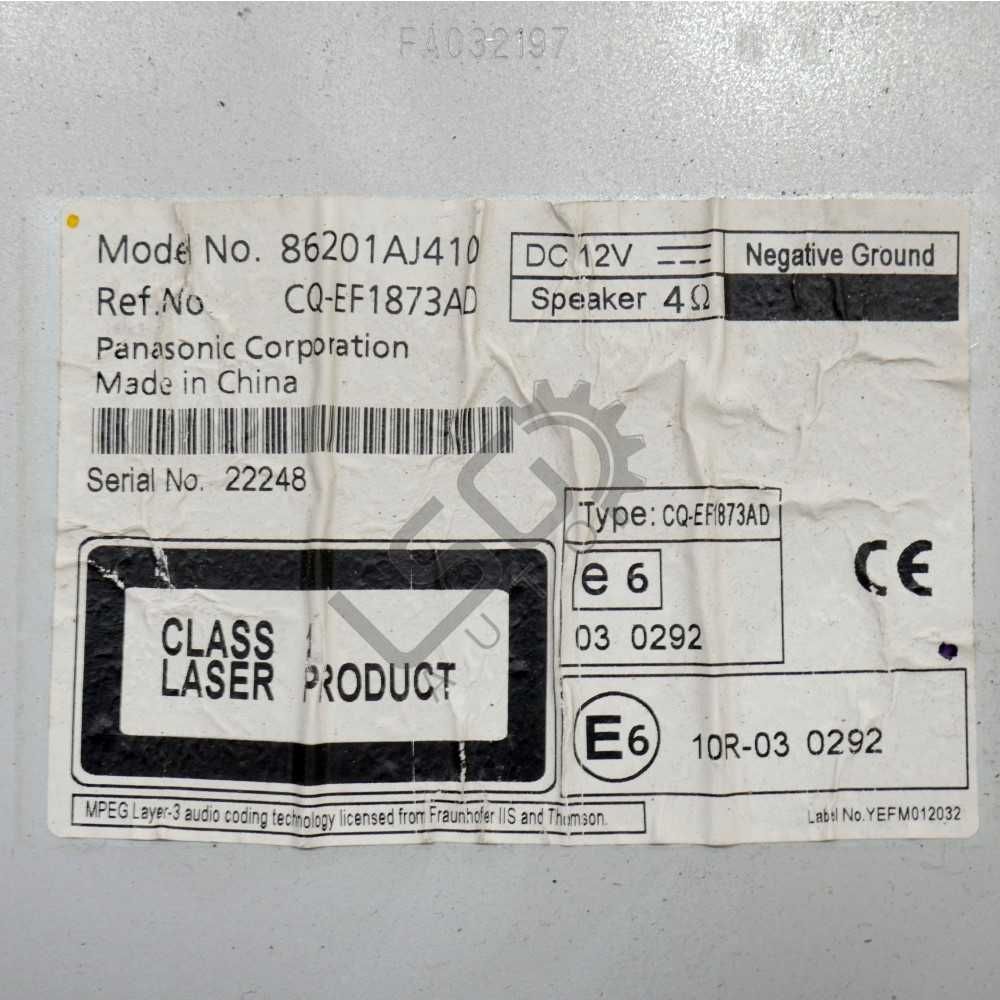 FA032197
Model No. 86201AJ410
Ref.No. CQ-EF1873AD
Panasonic Corporation
Made in China
Serial No. 22248
DC 12V
Negative Ground
Speaker 4Ω
Type: CQ-EF1873AD
e 6
03 0292
CE
CLASS 1
LASER PRODUCT
E6
10R-03 0292
MPEG Layer-3 audio coding technology licensed from Fraunhofer IIS and Thomson.
Label No.YEFM012032